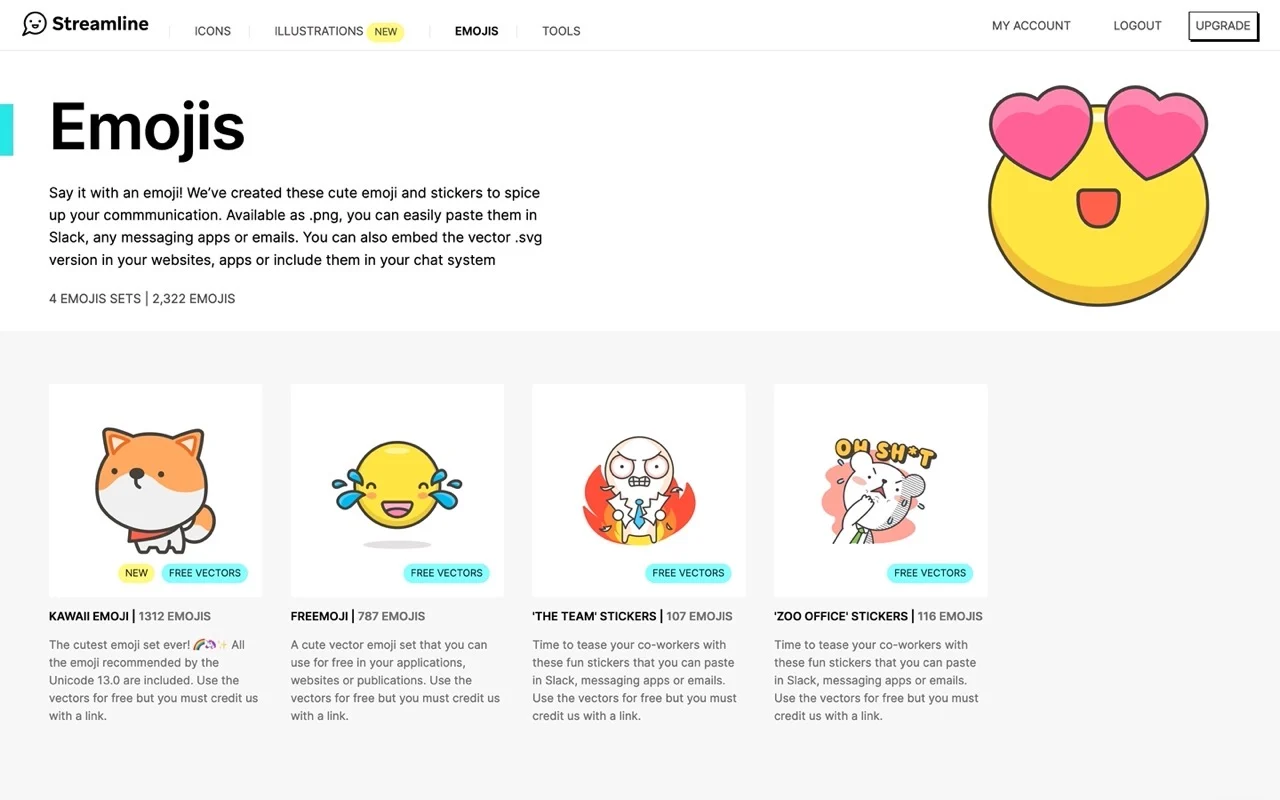 Streamline
ICONS
ILLUSTRATIONS NEW
EMOJIS
TOOLS
MY ACCOUNT
LOGOUT
UPGRADE
Emojis
Say it with an emoji! We’ve created these cute emoji and stickers to spice
up your commmunication. Available as .png, you can easily paste them in
Slack, any messaging apps or emails. You can also embed the vector .svg
version in your websites, apps or include them in your chat system
4 EMOJIS SETS | 2,322 EMOJIS
NEW FREE VECTORS
KAWAII EMOJI | 1312 EMOJIS
The cutest emoji set ever! 🌈🦄✨ All
the emoji recommended by the
Unicode 13.0 are included. Use the
vectors for free but you must credit us
with a link.
FREE VECTORS
FREEMOJI | 787 EMOJIS
A cute vector emoji set that you can
use for free in your applications,
websites or publications. Use the
vectors for free but you must credit us
with a link.
FREE VECTORS
'THE TEAM' STICKERS | 107 EMOJIS
Time to tease your co-workers with
these fun stickers that you can paste
in Slack, messaging apps or emails.
Use the vectors for free but you must
credit us with a link.
OH SH*T
FREE VECTORS
'ZOO OFFICE' STICKERS | 116 EMOJIS
Time to tease your co-workers with
these fun stickers that you can paste
in Slack, messaging apps or emails.
Use the vectors for free but you must
credit us with a link.